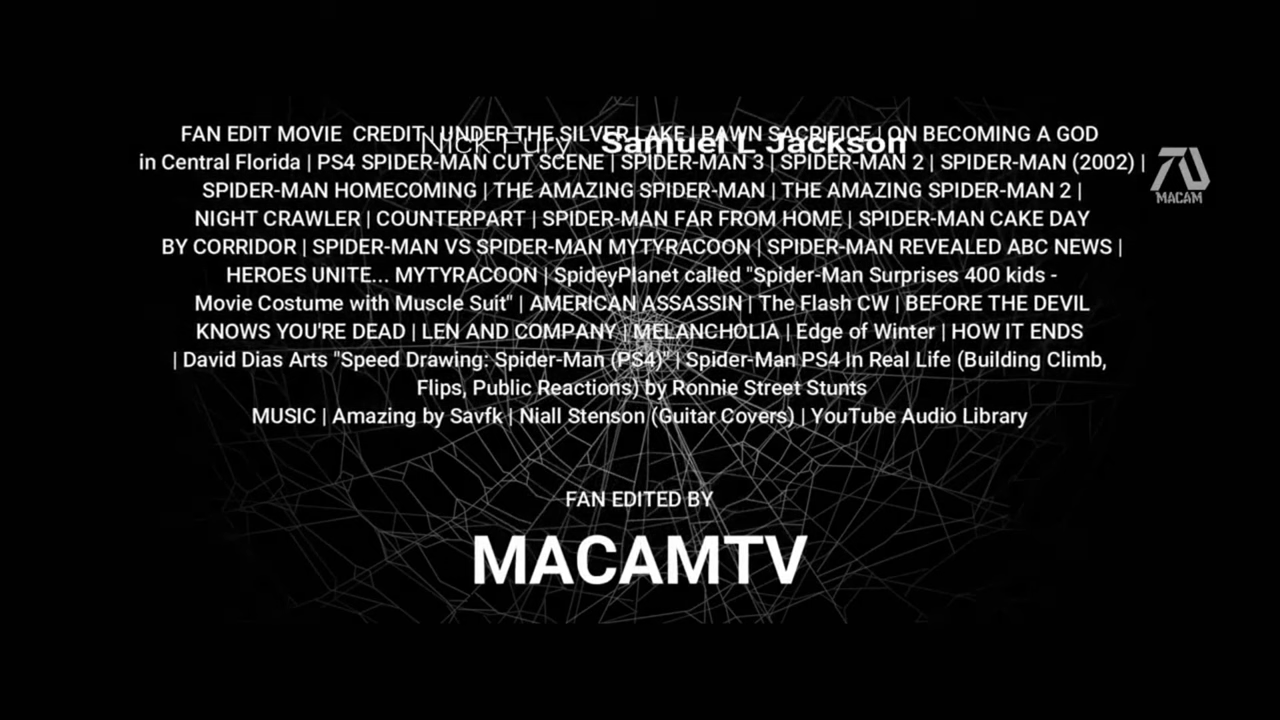 FAN EDIT MOVIE CREDIT | UNDER THE SILVER LAKE | PAWN SACRIFICE | ON BECOMING A GOD
Nick Fury Samuel L Jackson
in Central Florida | PS4 SPIDER-MAN CUT SCENE | SPIDER-MAN 3 | SPIDER-MAN 2 | SPIDER-MAN (2002) |
SPIDER-MAN HOMECOMING | THE AMAZING SPIDER-MAN | THE AMAZING SPIDER-MAN 2 |
MACAM
NIGHT CRAWLER | COUNTERPART | SPIDER-MAN FAR FROM HOME | SPIDER-MAN CAKE DAY
BY CORRIDOR | SPIDER-MAN VS SPIDER-MAN MYTYRACOON | SPIDER-MAN REVEALED ABC NEWS |
HEROES UNITE... MYTYRACOON | SpideyPlanet called "Spider-Man Surprises 400 kids -
Movie Costume with Muscle Suit" | AMERICAN ASSASSIN | The Flash CW | BEFORE THE DEVIL
KNOWS YOU'RE DEAD | LEN AND COMPANY | MELANCHOLIA | Edge of Winter | HOW IT ENDS
| David Dias Arts "Speed Drawing: Spider-Man (PS4)" | Spider-Man PS4 In Real Life (Building Climb,
Flips, Public Reactions) by Ronnie Street Stunts
MUSIC | Amazing by Savfk | Niall Stenson (Guitar Covers) | YouTube Audio Library
FAN EDITED BY
MACAMTV